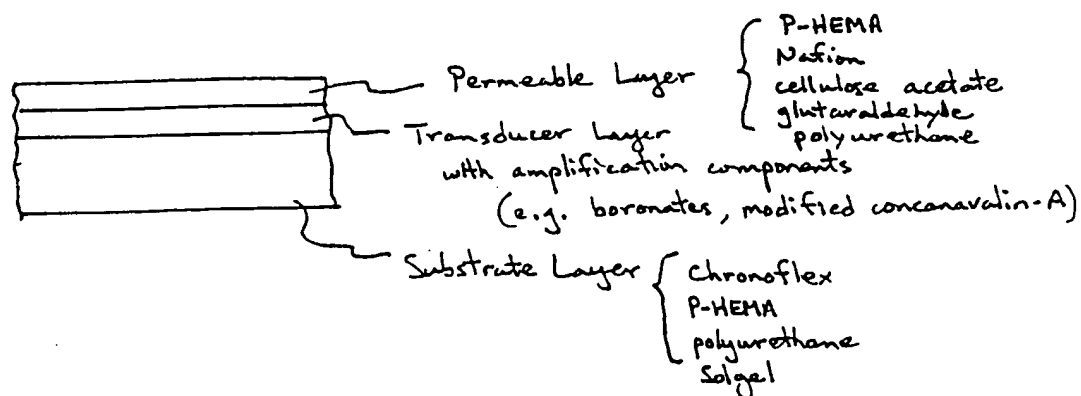 Permeable Layer
P-HEMA
Nafion
cellulose acetate
glutaraldehyde
polyurethane
Transducer Layer
with amplification components
(e.g. boronates, modified concanavalin-A)
Substrate Layer
Chronoflex
P-HEMA
polyurethane
Solgel